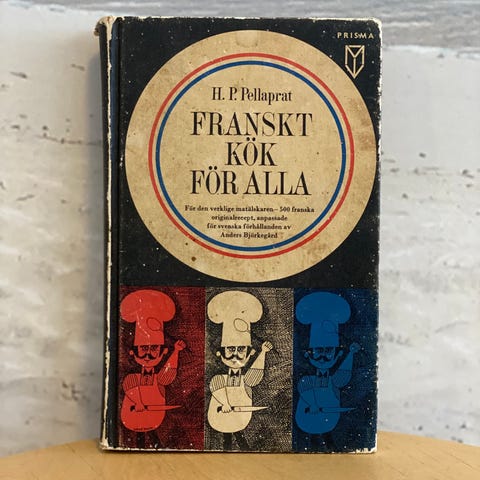 PRISMA
H. P. Pellaprat
FRANSKT
KÖK
FÖR ALLA
För den verklige matälskaren – 500 franska
originalrecept, anpassade
för svenska förhållanden av
Anders Björkegård